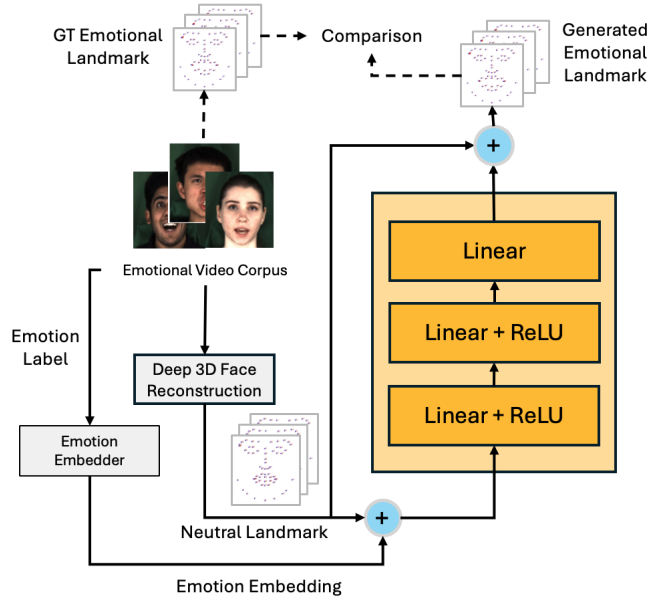 GT Emotional
Landmark
Comparison
Generated
Emotional
Landmark
+
Linear
Emotional Video Corpus
Emotion
Label
Linear + ReLU
Deep 3D Face
Reconstruction
Linear + ReLU
Emotion
Embedder
Neutral Landmark
+
Emotion Embedding